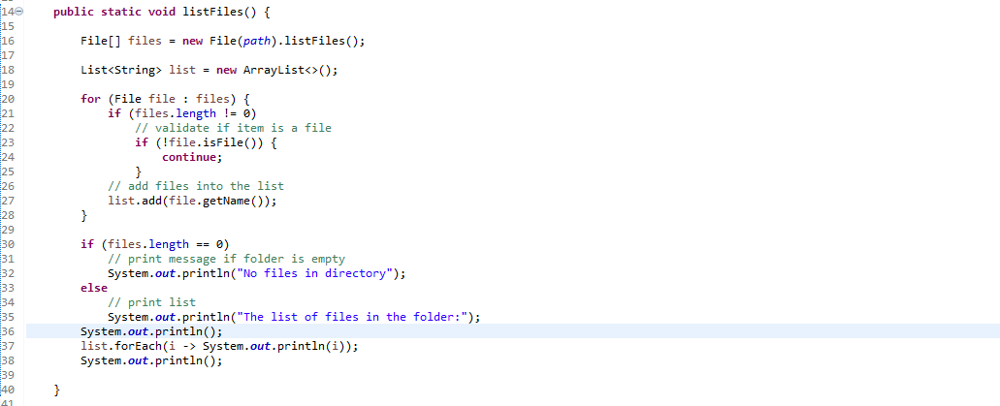 14 public static void listFiles() {
15
16 File[] files = new File(path).listFiles();
17
18 List<String> list = new ArrayList<>();
19
20 for (File file : files) {
21 if (files.length != 0)
22 // validate if item is a file
23 if (!file.isFile()) {
24 continue;
25 }
26 // add files into the list
27 list.add(file.getName());
28 }
29
30 if (files.length == 0)
31 // print message if folder is empty
32 System.out.println("No files in directory");
33 else
34 // print list
35 System.out.println("The list of files in the folder:");
36 System.out.println();
37 list.forEach(i -> System.out.println(i));
38 System.out.println();
39
40 }
41